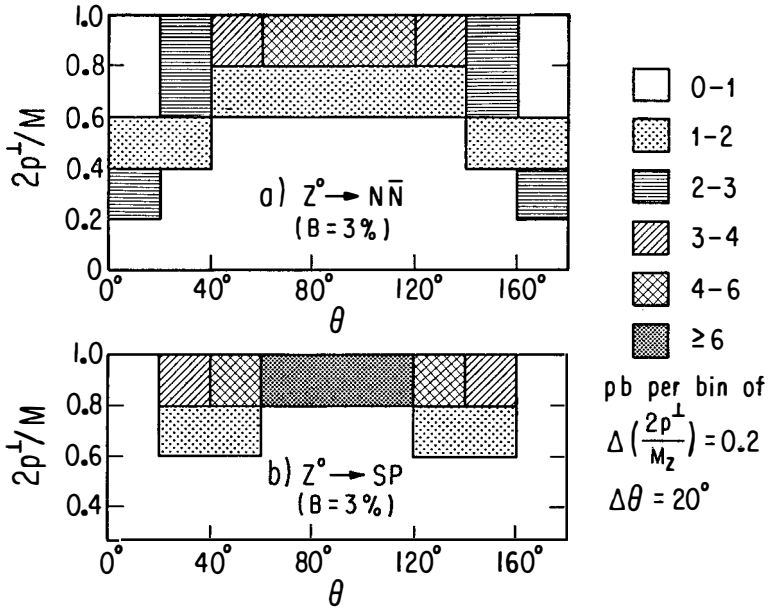 1.0
0.8
0.6
0.4
0.2
0
2p⊥/M
a) Z° → NN̄
(B=3%)
0° 40° 80° 120° 160°
θ
1.0
0.8
0.6
0.4
2p⊥/M
b) Z° → SP
(B=3%)
0° 40° 80° 120° 160°
θ
0-1
1-2
2-3
3-4
4-6
≥6
pb per bin of
Δ(2p⊥/M_Z)=0.2
Δθ=20°